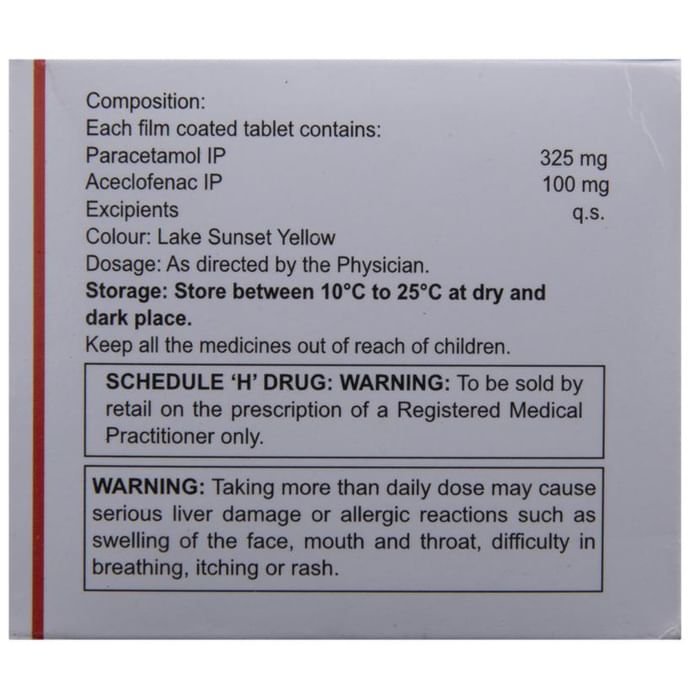 Composition:
Each film coated tablet contains:
Paracetamol IP 325 mg
Aceclofenac IP 100 mg
Excipients q.s.
Colour: Lake Sunset Yellow
Dosage: As directed by the Physician.
Storage: Store between 10°C to 25°C at dry and
dark place.
Keep all the medicines out of reach of children.
SCHEDULE ‘H’ DRUG: WARNING: To be sold by
retail on the prescription of a Registered Medical
Practitioner only.
WARNING: Taking more than daily dose may cause
serious liver damage or allergic reactions such as
swelling of the face, mouth and throat, difficulty in
breathing, itching or rash.